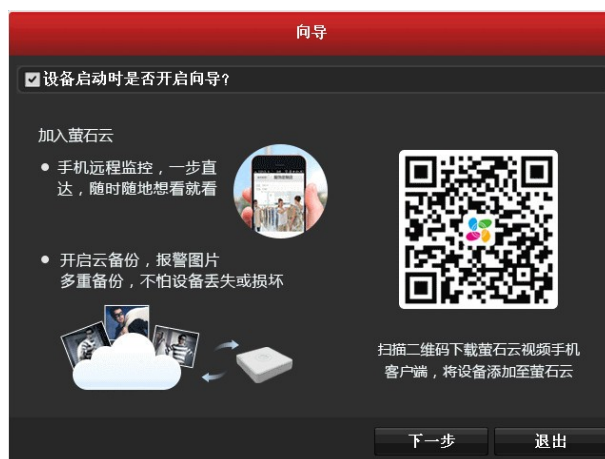 向导
设备启动时是否开启向导?
加入萤石云
手机远程监控，一步直
达，随时随地想看就看
开启云备份，报警图片
多重备份，不怕设备丢失或损坏
扫描二维码下载萤石云视频手机
客户端，将设备添加至萤石云
下一步
退出